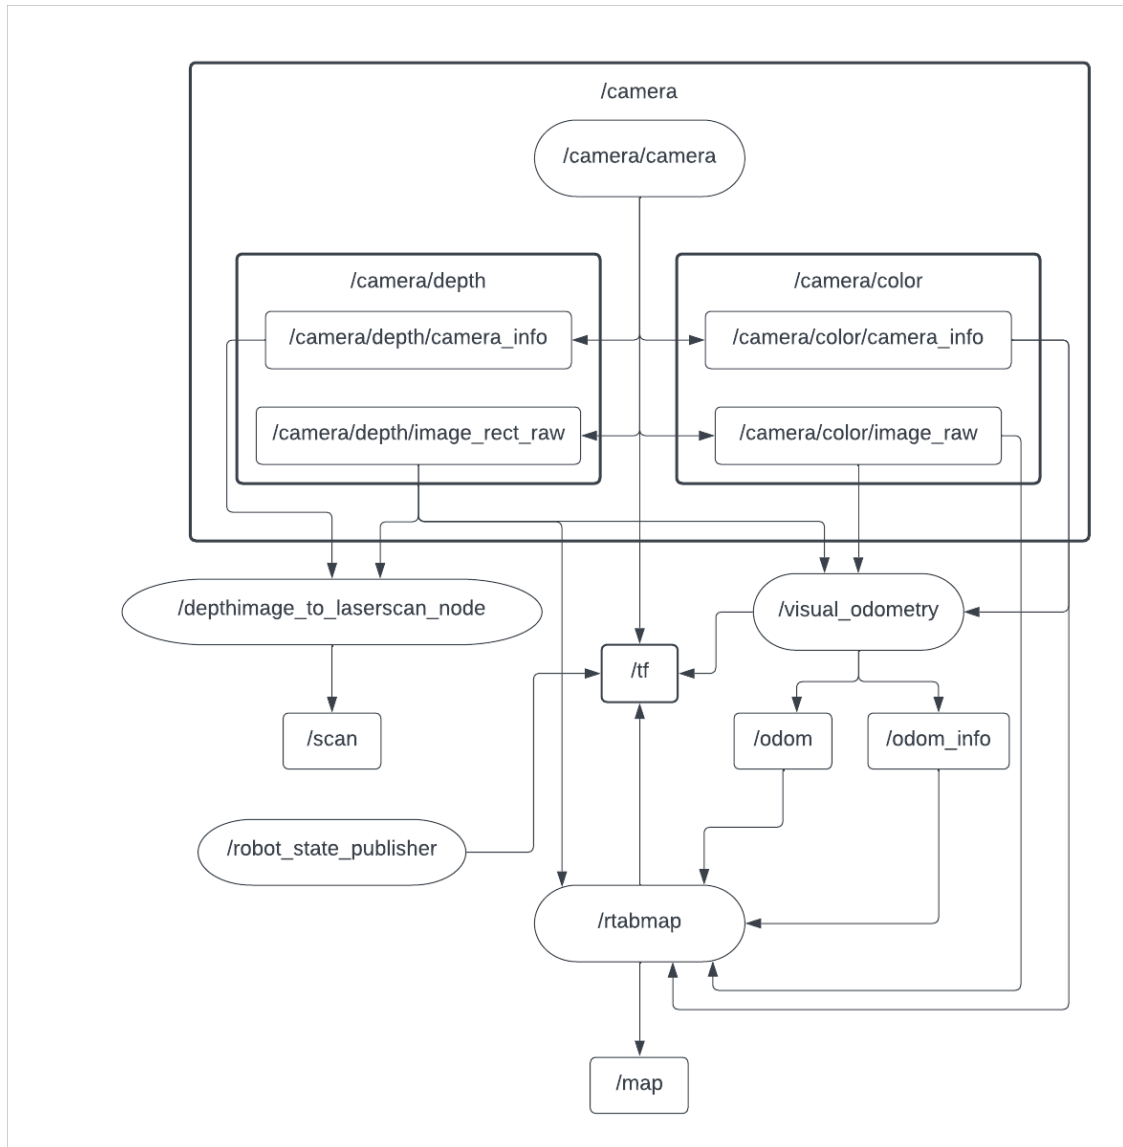 /camera
/camera/camera
/camera/depth
/camera/color
/camera/depth/camera_info
/camera/color/camera_info
/camera/depth/image_rect_raw
/camera/color/image_raw
/depthimage_to_laserscan_node
/visual_odometry
/tf
/scan
/odom
/odom_info
/robot_state_publisher
/rtabmap
/map